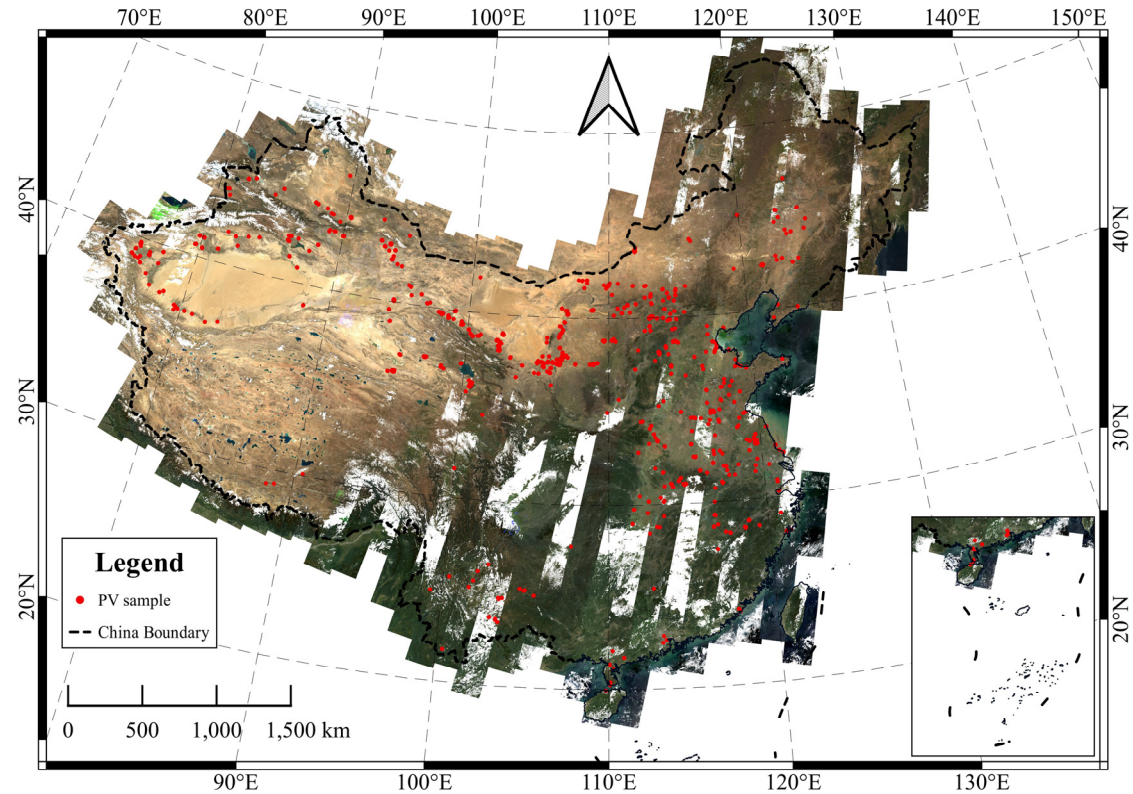 70°E 80°E 90°E 100°E 110°E 120°E 130°E 140°E 150°E
40°N
40°N
30°N
30°N
20°N
20°N
Legend
PV sample
China Boundary
0 500 1,000 1,500 km
90°E 100°E 110°E 120°E 130°E